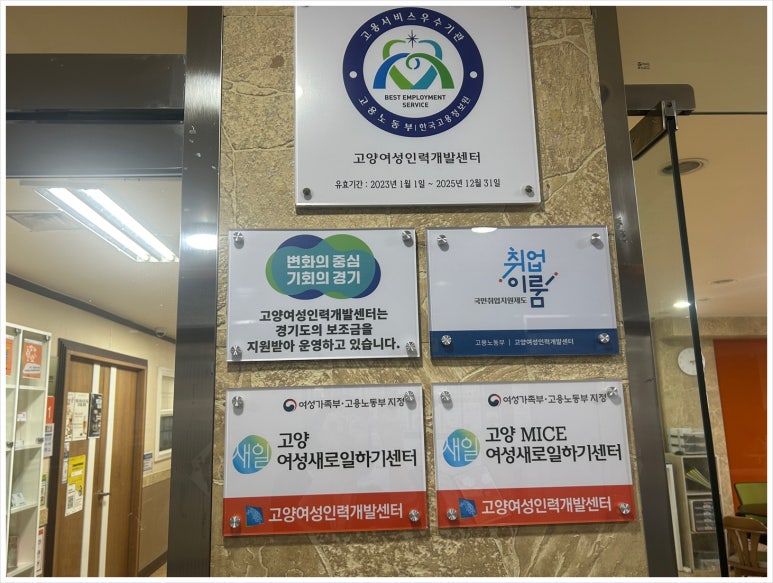 고용서비스우수기관
BEST EMPLOYMENT
SERVICE
고용노동부|한국고용정보원
고양여성인력개발센터
유효기간 : 2023년 1월 1일 ~ 2025년 12월 31일
변화의 중심
기회의 경기
고양여성인력개발센터는
경기도의 보조금을
지원받아 운영하고 있습니다.
취업
이룸
국민취업지원제도
고용노동부 | 고양여성인력개발센터
여성가족부·고용노동부 지정
새일
고양
여성새로일하기센터
고양여성인력개발센터
여성가족부·고용노동부 지정
새일
고양 MICE
여성새로일하기센터
고양여성인력개발센터